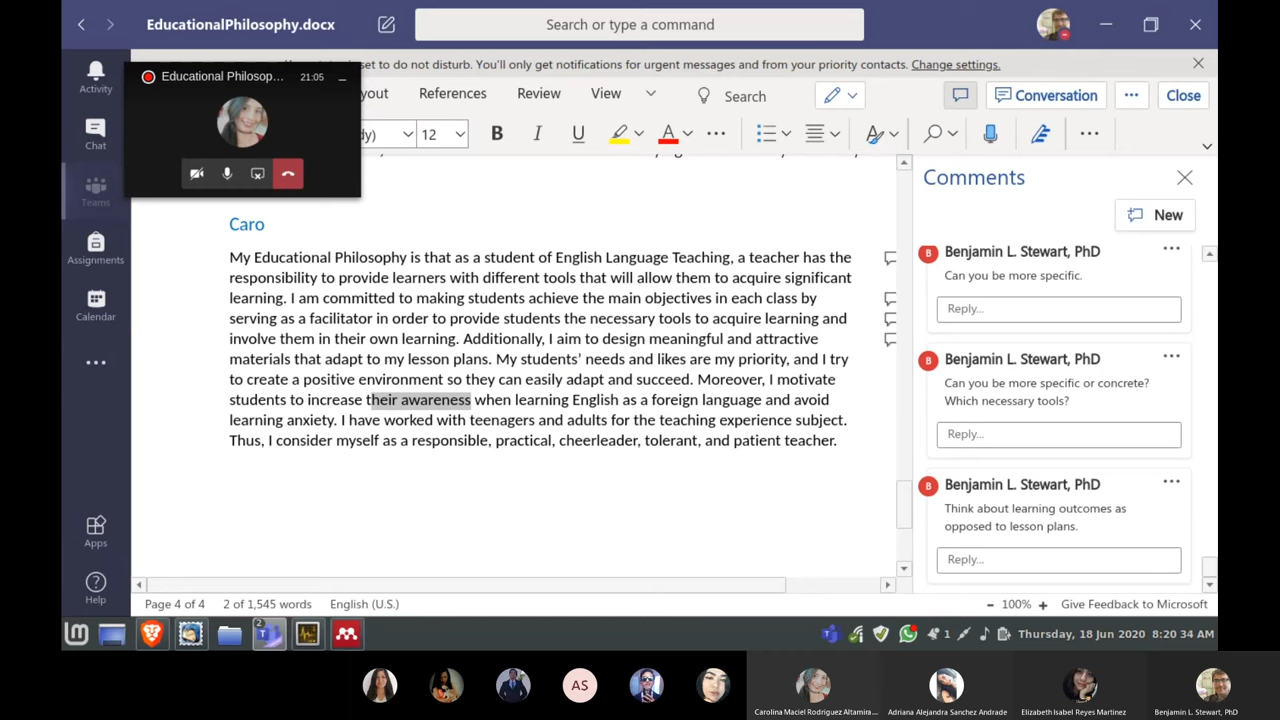 EducationalPhilosophy.docx
Search or type a command
set to do not disturb. You'll only get notifications for urgent messages and from your priority contacts. Change settings.
Educational Philosop... 21:05
References Review View Search Conversation Close
12 B I U A
Activity
Chat
Teams
Assignments
Calendar
Apps
Help
Caro
My Educational Philosophy is that as a student of English Language Teaching, a teacher has the
responsibility to provide learners with different tools that will allow them to acquire significant
learning. I am committed to making students achieve the main objectives in each class by
serving as a facilitator in order to provide students the necessary tools to acquire learning and
involve them in their own learning. Additionally, I aim to design meaningful and attractive
materials that adapt to my lesson plans. My students' needs and likes are my priority, and I try
to create a positive environment so they can easily adapt and succeed. Moreover, I motivate
students to increase their awareness when learning English as a foreign language and avoid
learning anxiety. I have worked with teenagers and adults for the teaching experience subject.
Thus, I consider myself as a responsible, practical, cheerleader, tolerant, and patient teacher.
Comments
New
B Benjamin L. Stewart, PhD
Can you be more specific.
Reply...
B Benjamin L. Stewart, PhD
Can you be more specific or concrete?
Which necessary tools?
Reply...
B Benjamin L. Stewart, PhD
Think about learning outcomes as
opposed to lesson plans.
Reply...
Page 4 of 4 2 of 1,545 words English (U.S.) 100% Give Feedback to Microsoft
2 1 Thursday, 18 Jun 2020 8:20:34 AM
AS
Carolina Maciel Rodriguez Altamira... Adriana Alejandra Sanchez Andrade Elizabeth Isabel Reyes Martinez Benjamin L. Stewart, PhD